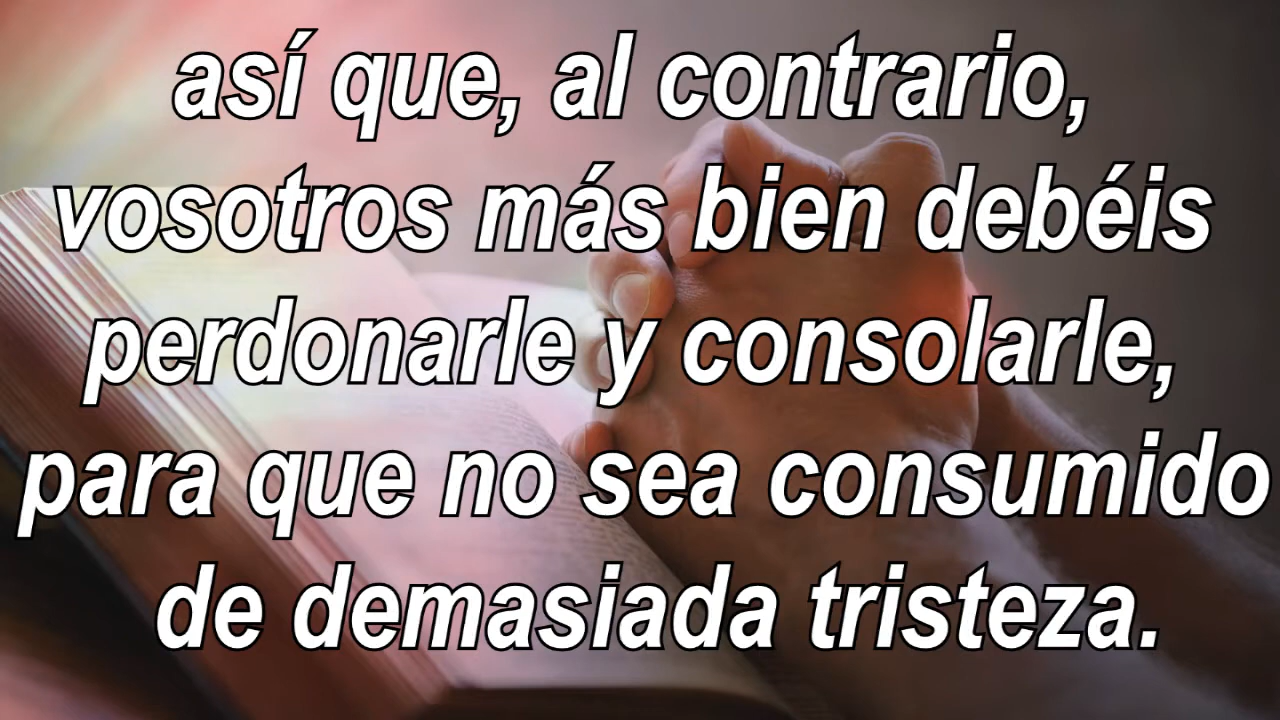 así que, al contrario,
vosotros más bien debéis
perdonarle y consolarle,
para que no sea consumido
de demasiada tristeza.